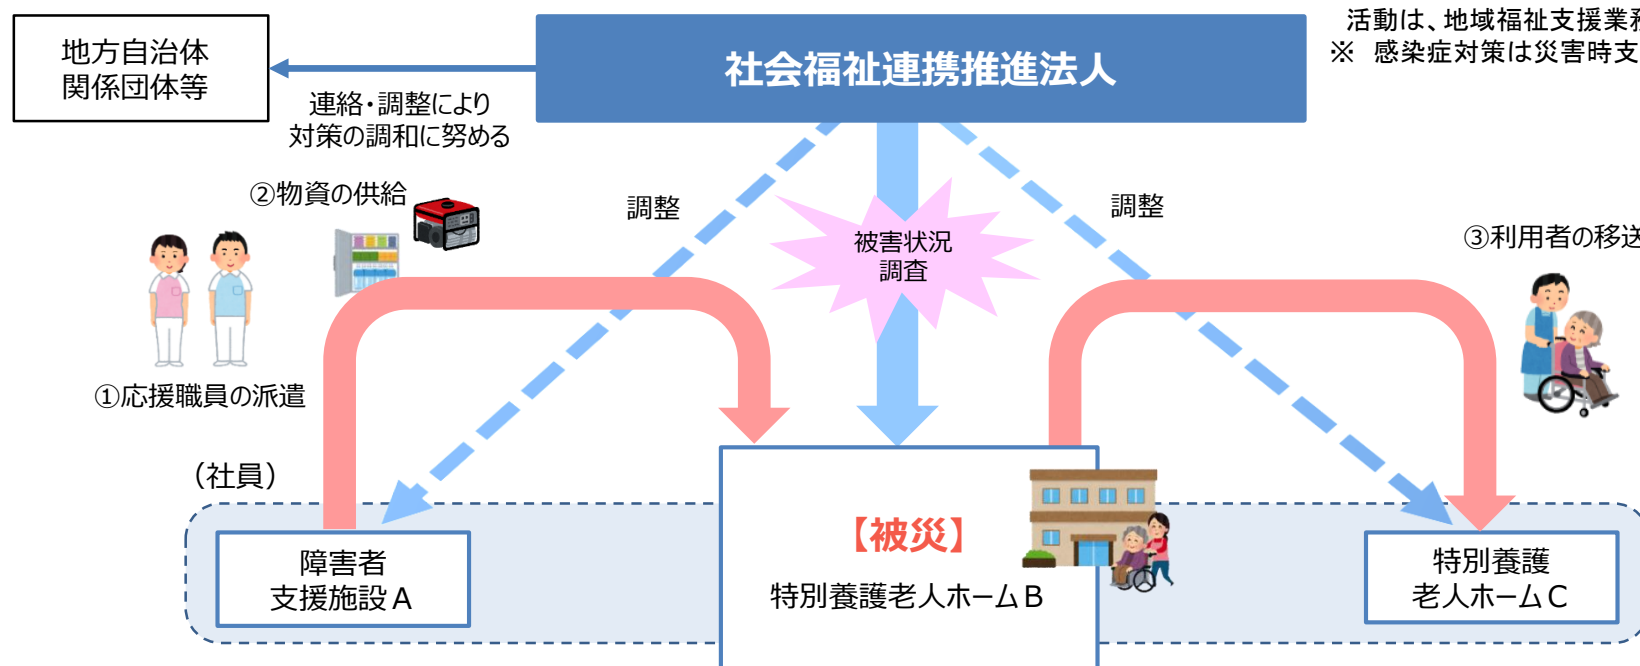 地方自治体
関係団体等
社会福祉連携推進法人
活動は、地域福祉支援業務
※ 感染症対策は災害時支
連絡・調整により
対策の調和に努める
②物資の供給
調整
調整
被害状況
調査
③利用者の移送
①応援職員の派遣
(社員)
【被災】
特別養護老人ホームB
障害者
支援施設A
特別養護
老人ホームC